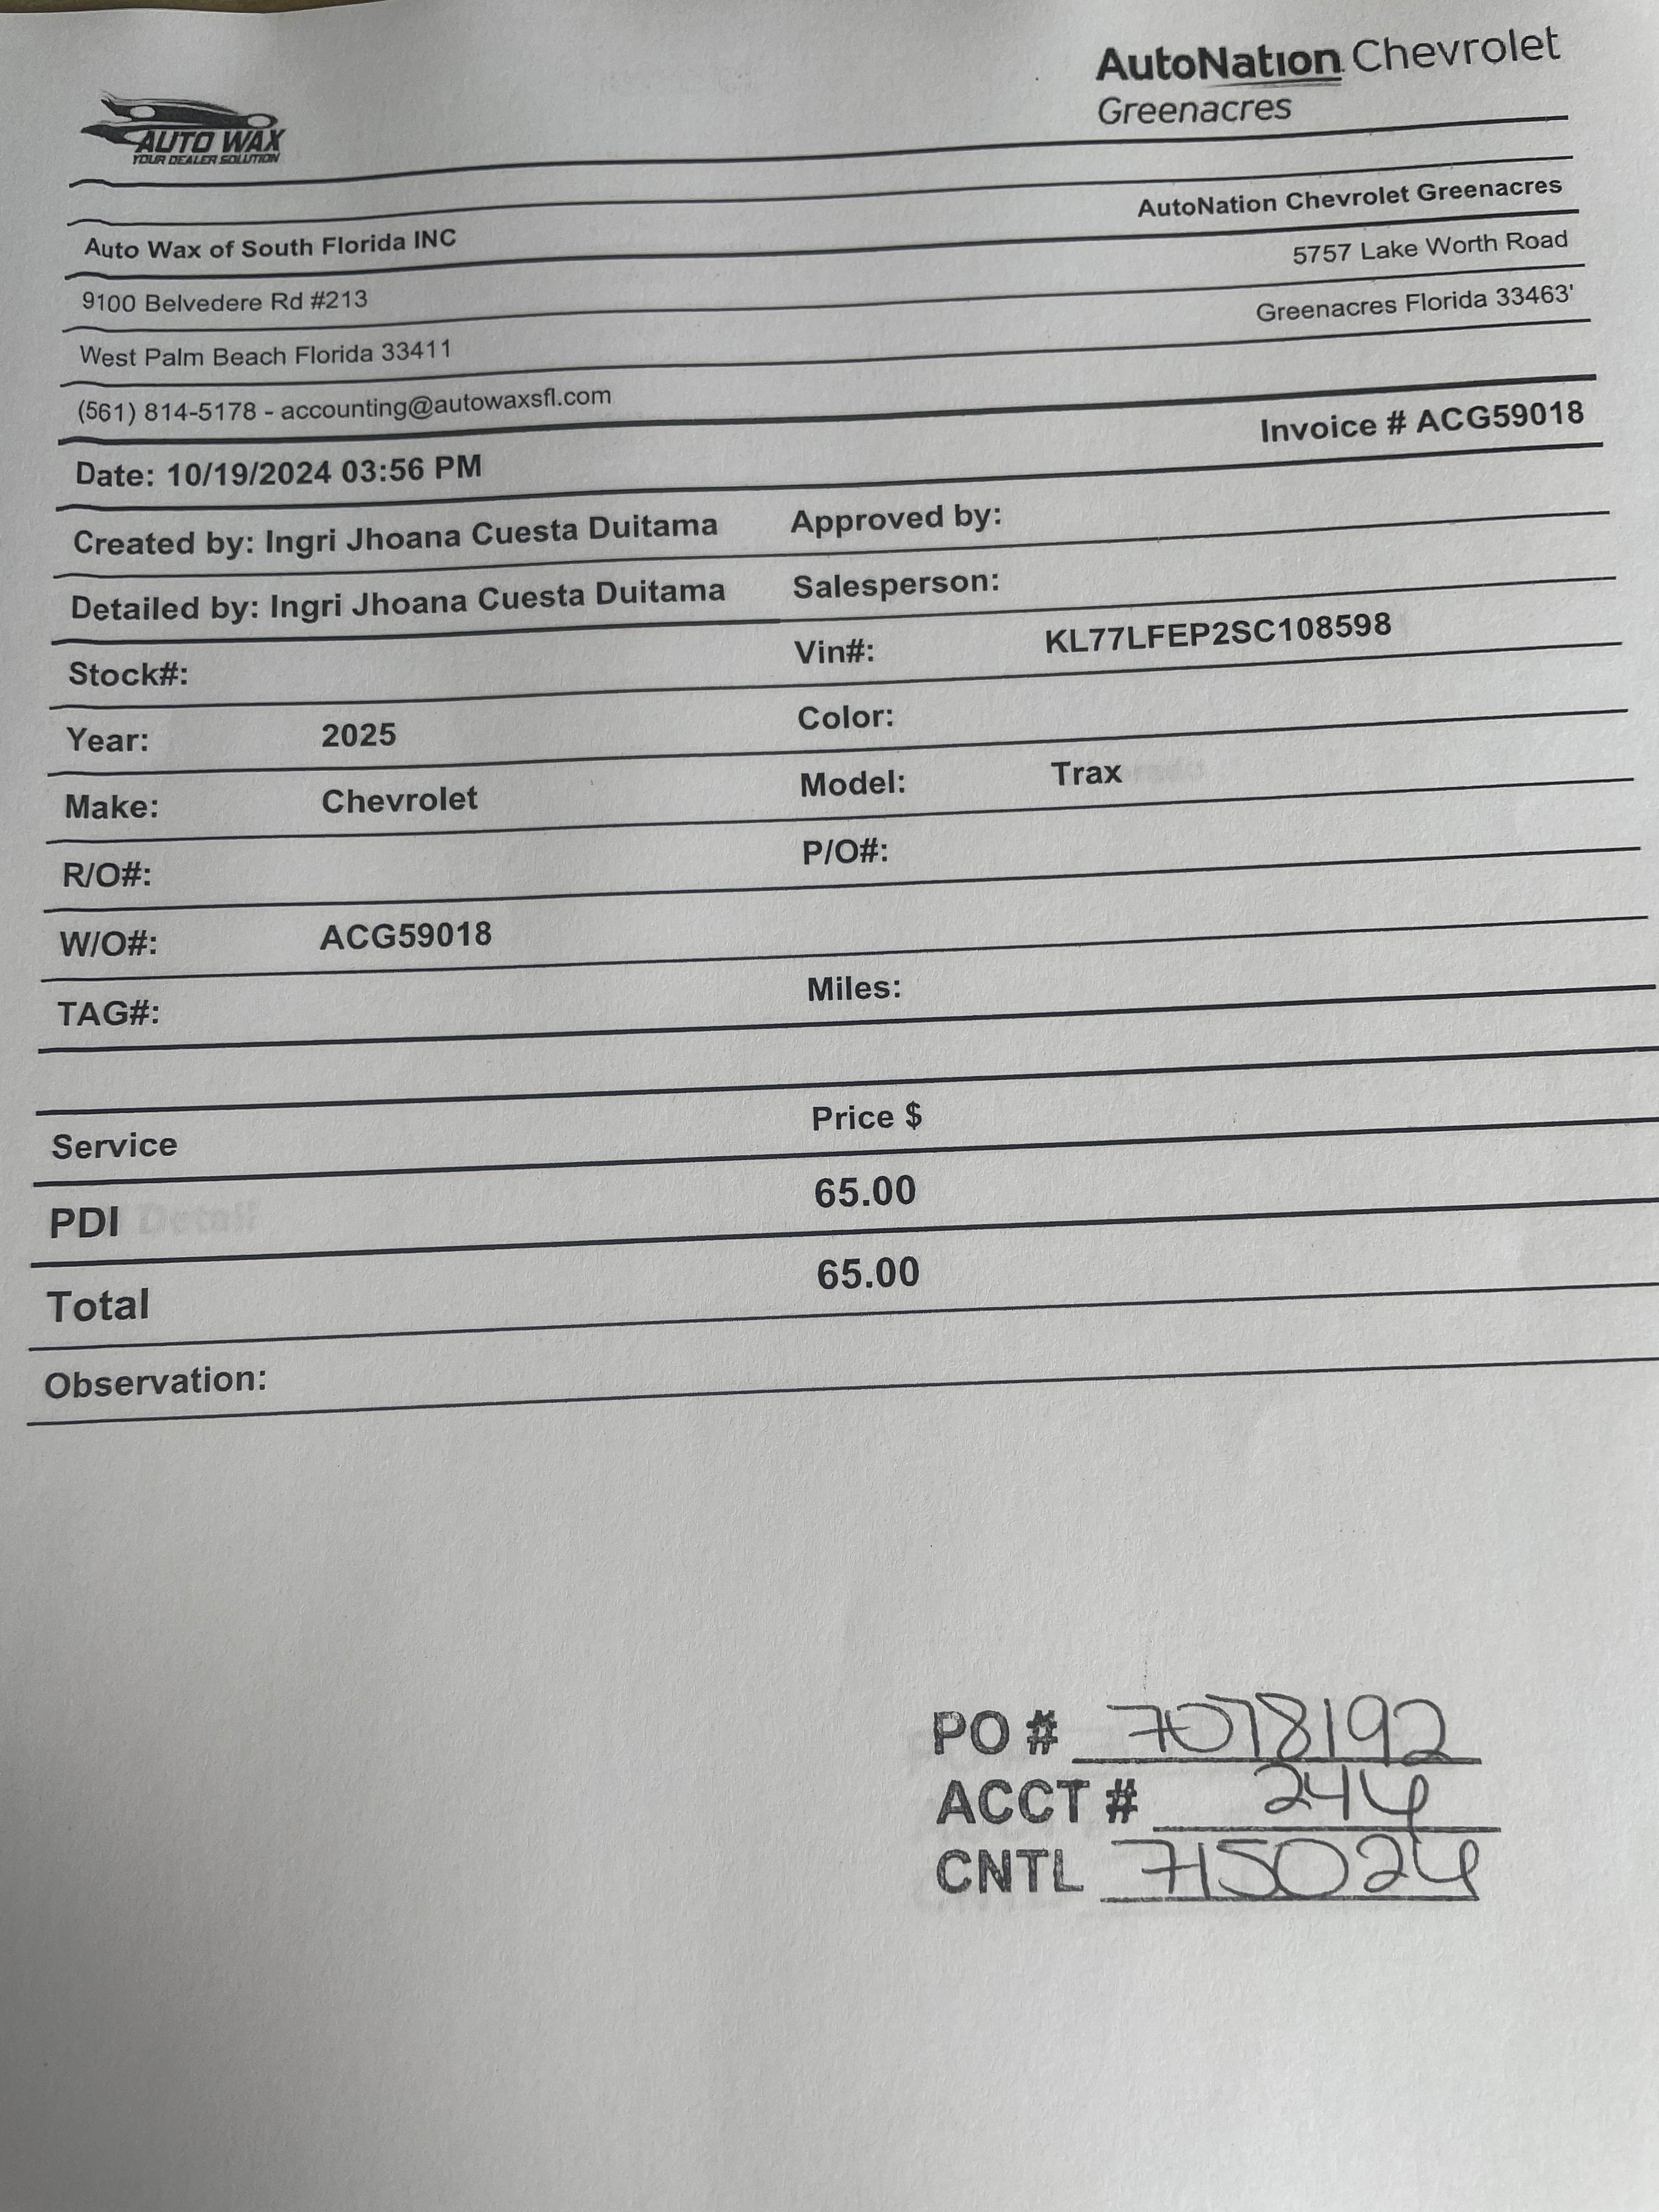 AUTO WAX
YOUR DEALER SOLUTION
AutoNation Chevrolet
Greenacres
Auto Wax of South Florida INC
AutoNation Chevrolet Greenacres
9100 Belvedere Rd #213
5757 Lake Worth Road
West Palm Beach Florida 33411
Greenacres Florida 33463'
(561) 814-5178 - accounting@autowaxsfl.com
Date: 10/19/2024 03:56 PM
Invoice # ACG59018
Created by: Ingri Jhoana Cuesta Duitama Approved by:
Detailed by: Ingri Jhoana Cuesta Duitama Salesperson:
Stock#: Vin#: KL77LFEP2SC108598
Year: 2025 Color:
Make: Chevrolet Model: Trax
R/O#: P/O#:
W/O#: ACG59018
TAG#: Miles:
Service Price $
PDI Detail 65.00
Total 65.00
Observation:
PO # 7078192
ACCT # 244
CNTL 715024